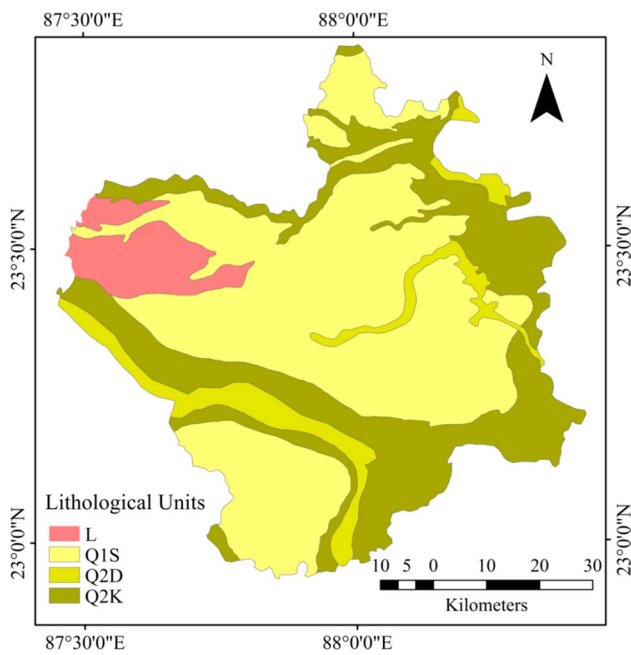 87°30'0"E 88°0'0"E
N
23°30'0"N 23°30'0"N
23°0'0"N 23°0'0"N
Lithological Units
L
Q1S
Q2D
Q2K
10 5 0 10 20 30
Kilometers
87°30'0"E 88°0'0"E